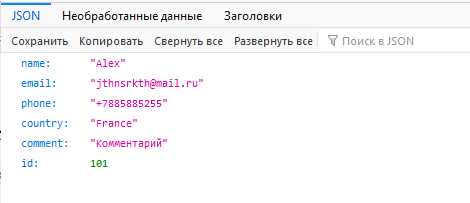 JSON Необработанные данные Заголовки
Сохранить Копировать Свернуть все Развернуть все Поиск в JSON
name: "Alex"
email: "jthnsrkth@mail.ru"
phone: "+7885885255"
country: "France"
comment: "Комментарий"
id: 101